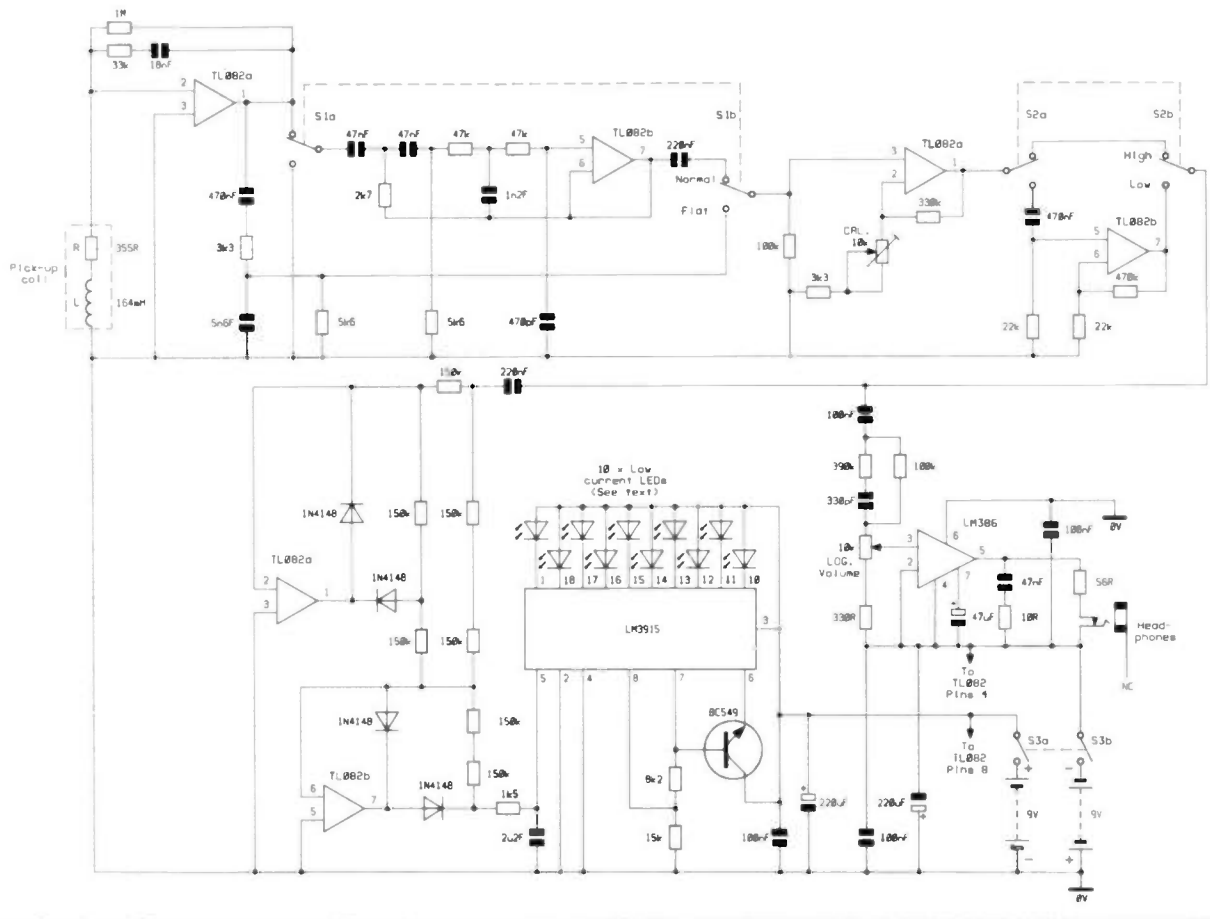 1M
33k
18nF
TL082a
2
3
1
S1a
47nF
47nF
47k
47k
TL082b
5
6
7
220nF
S1b
Normal
Flat
2k7
1n2F
470nF
3k3
Pick-up
coil
R
355R
L
164mH
5n6F
5k6
5k6
470pF
100k
3k3
CAL.
10k
TL082a
3
2
1
330k
S2a
S2b
High
Low
470nF
TL082b
5
6
7
470k
22k
22k
150k
220nF
1N4148
150k
150k
TL082a
2
3
1
1N4148
150k
150k
1N4148
150k
150k
TL082b
6
5
7
1N4148
1k5
2u2F
10 x Low
current LEDs
(See text)
1
18
17
16
15
14
13
12
11
10
LM3915
3
5
2
4
8
7
6
BC549
8k2
15k
100nF
220uF
220uF
100nF
100nF
390k
100k
330pF
10k
LOG.
Volume
330R
LM386
3
2
6
5
4
7
47uF
47nF
10R
100nF
0V
56R
Head-
phones
NC
To
TL082
Pins 4
To
TL082
Pins 8
S3a
S3b
+
-
9V
9V
-
+
0V